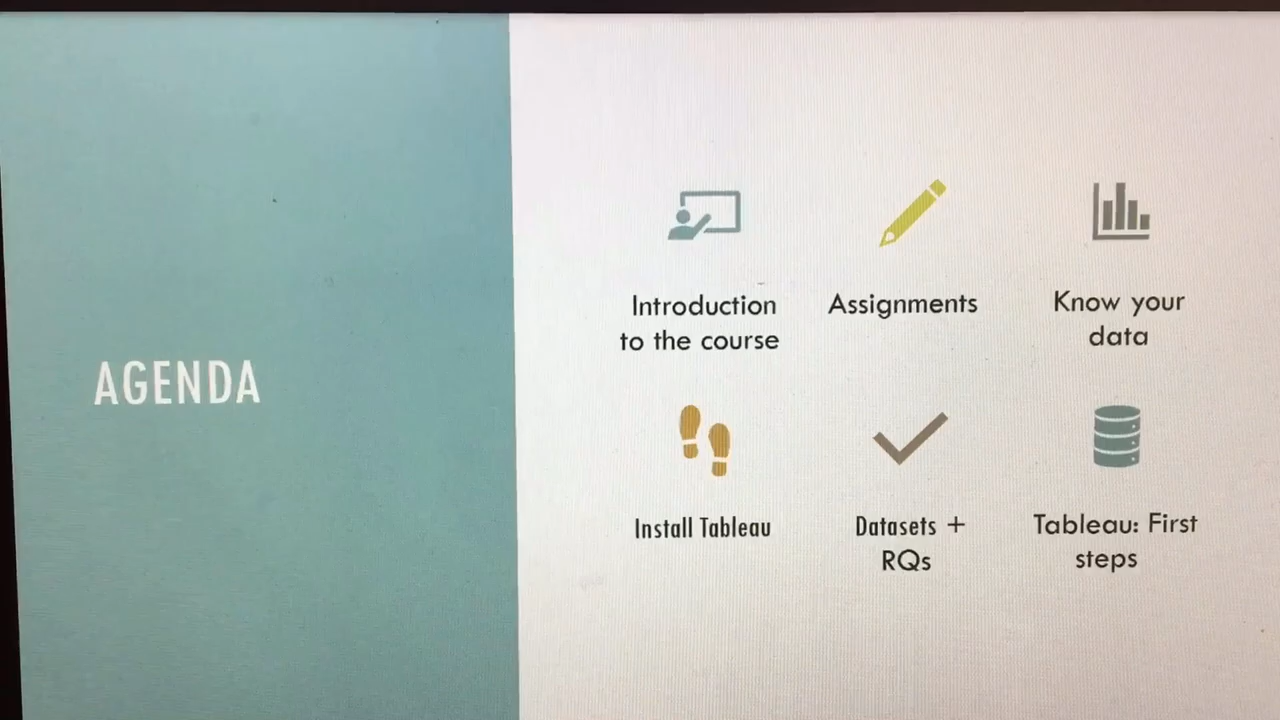 AGENDA
Introduction
to the course
Assignments
Know your
data
Install Tableau
Datasets +
RQs
Tableau: First
steps